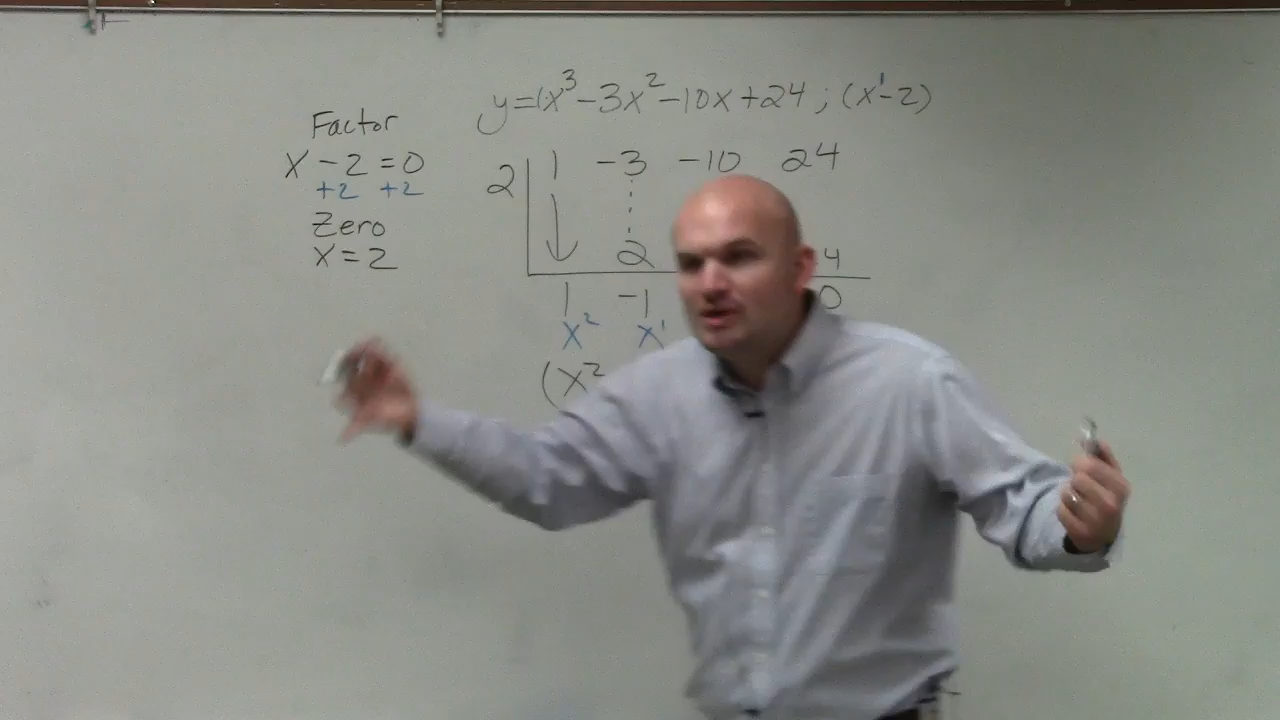 y=1x³-3x²-10x+24; (x¹-2)
Factor
x-2=0
+2 +2
Zero
x=2
2 1 -3 -10 24
2 4
1 -1 0
x² x¹
(x²